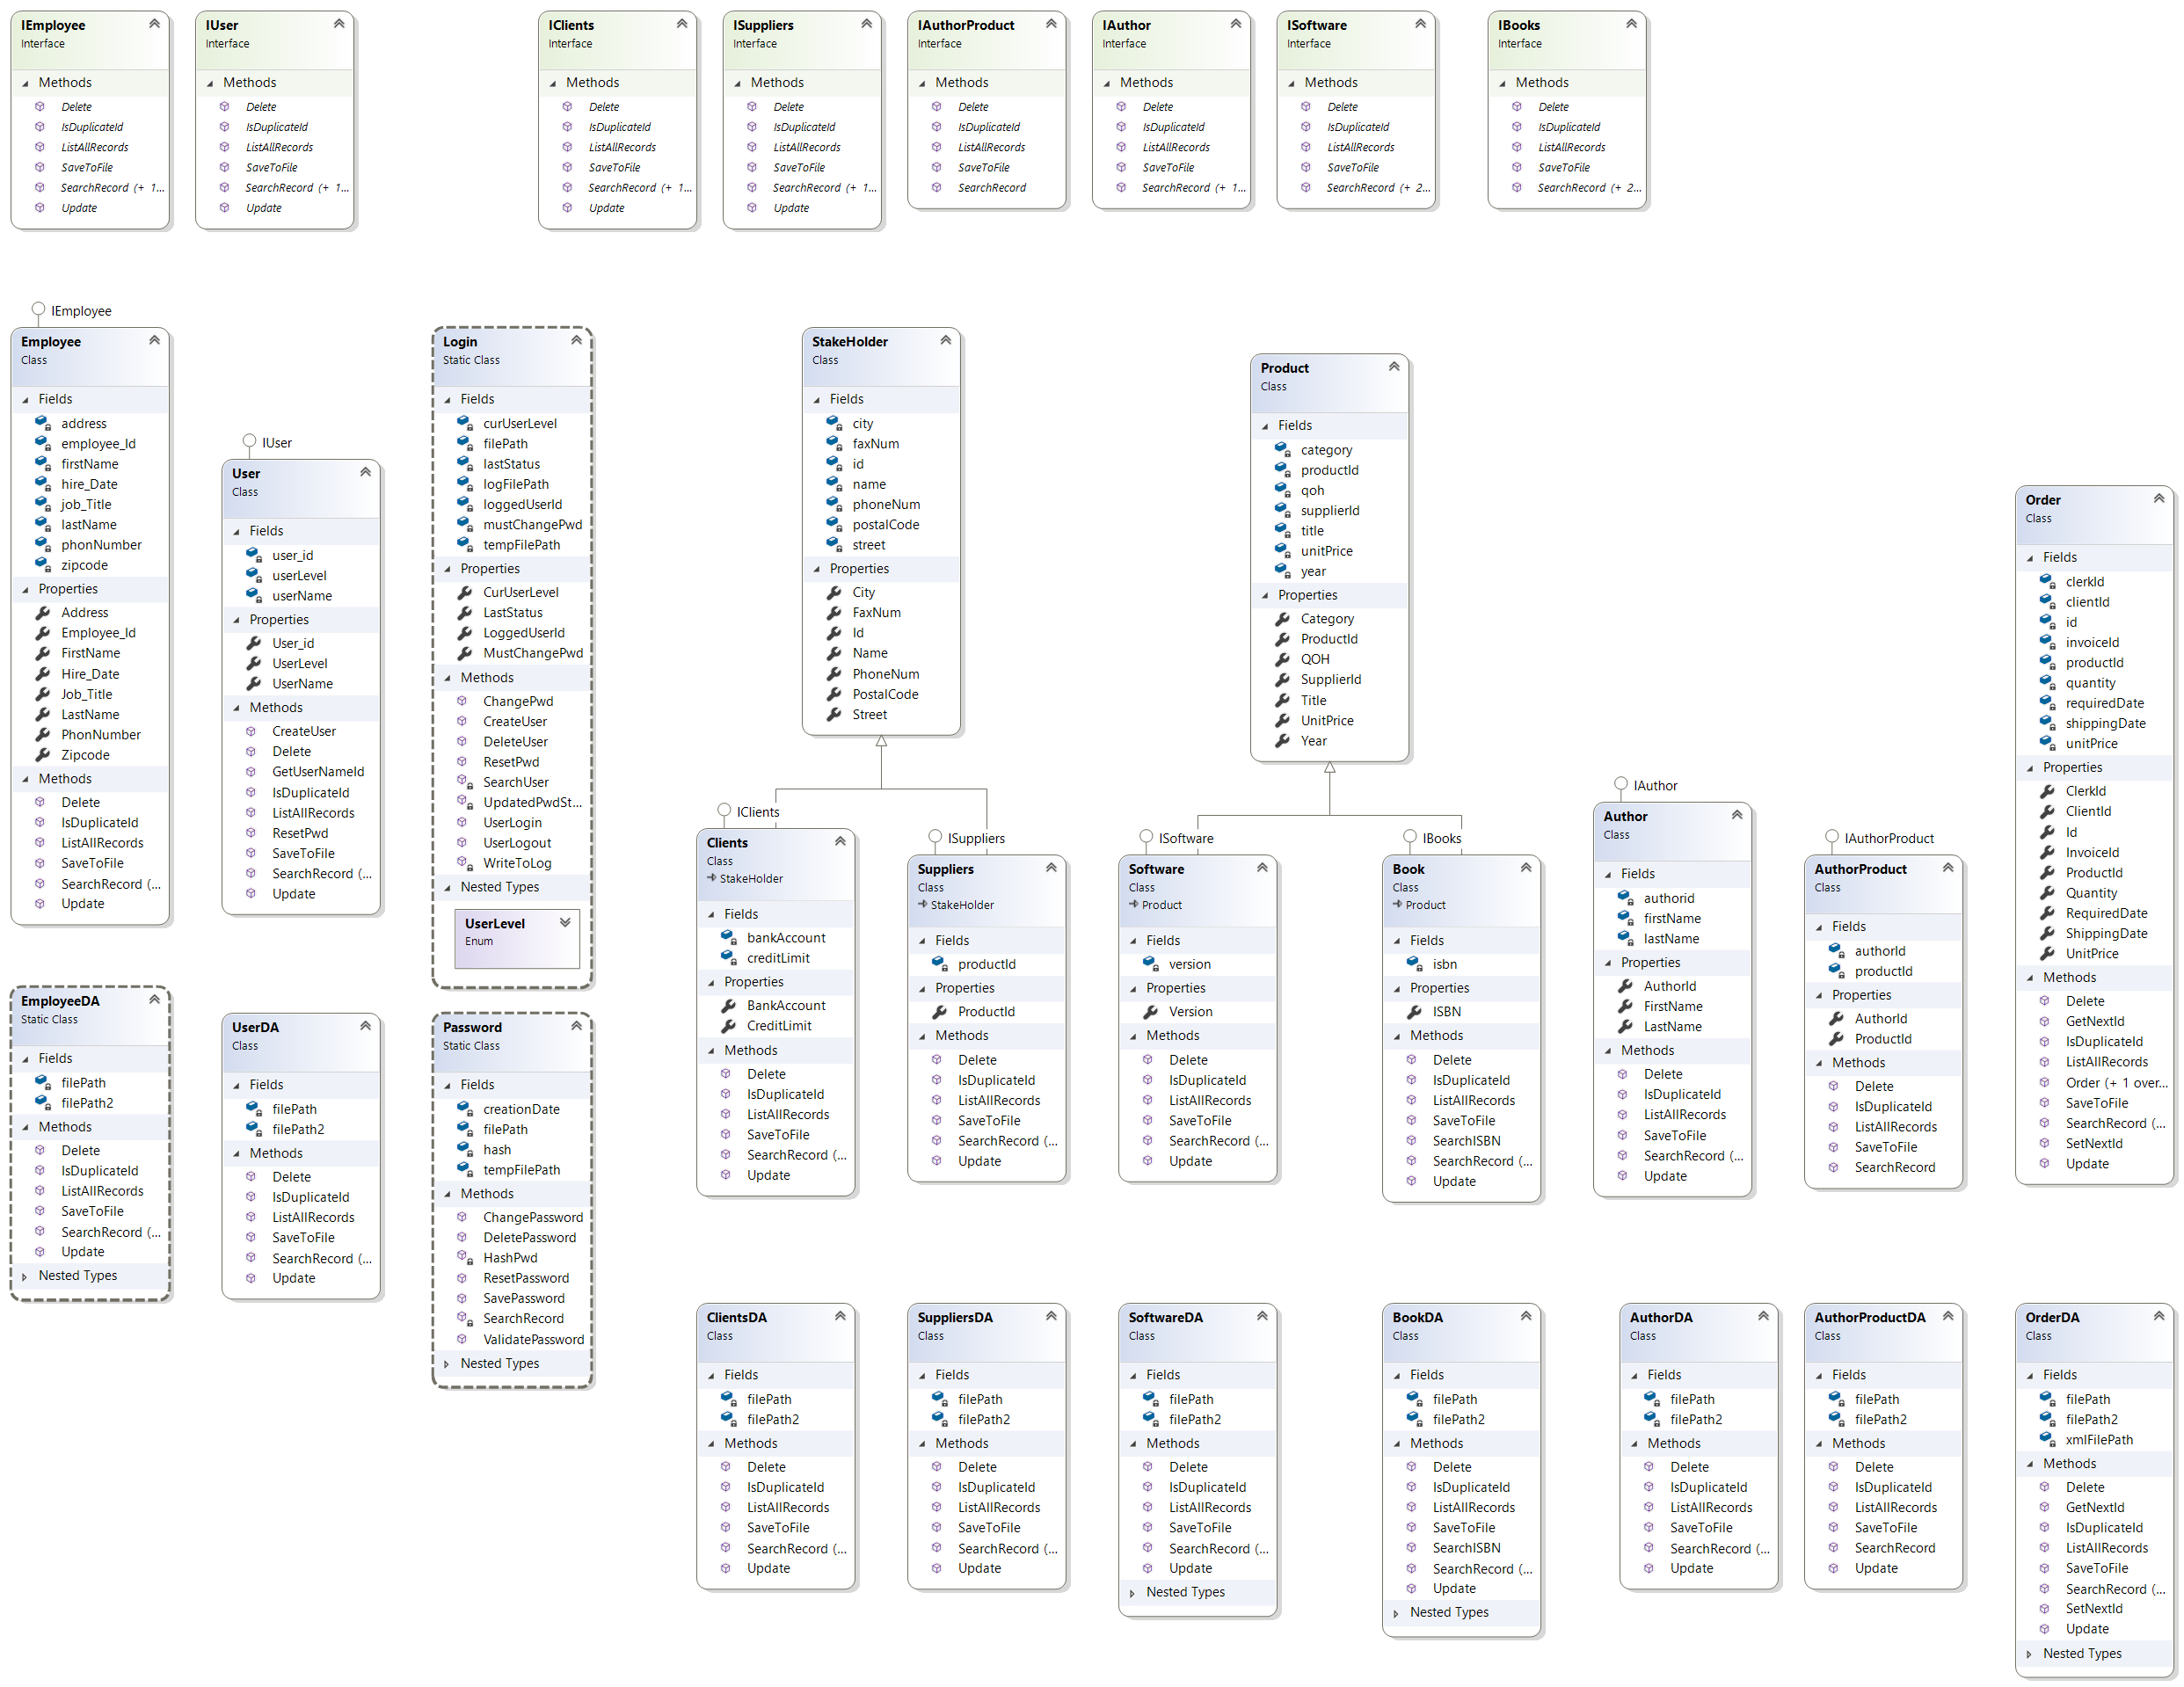 IEmployee
Interface
Methods
Delete
IsDuplicateId
ListAllRecords
SaveToFile
SearchRecord (+ 1...
Update
IUser
Interface
Methods
Delete
IsDuplicateId
ListAllRecords
SaveToFile
SearchRecord (+ 1...
Update
IClients
Interface
Methods
Delete
IsDuplicateId
ListAllRecords
SaveToFile
SearchRecord (+ 1...
Update
ISuppliers
Interface
Methods
Delete
IsDuplicateId
ListAllRecords
SaveToFile
SearchRecord (+ 1...
Update
IAuthorProduct
Interface
Methods
Delete
IsDuplicateId
ListAllRecords
SaveToFile
SearchRecord
IAuthor
Interface
Methods
Delete
IsDuplicateId
ListAllRecords
SaveToFile
SearchRecord (+ 1...
ISoftware
Interface
Methods
Delete
IsDuplicateId
ListAllRecords
SaveToFile
SearchRecord (+ 2...
IBooks
Interface
Methods
Delete
IsDuplicateId
ListAllRecords
SaveToFile
SearchRecord (+ 2...
IEmployee
Employee
Class
Fields
address
employee_Id
firstName
hire_Date
job_Title
lastName
phonNumber
zipcode
Properties
Address
Employee_Id
FirstName
Hire_Date
Job_Title
LastName
PhonNumber
Zipcode
Methods
Delete
IsDuplicateId
ListAllRecords
SaveToFile
SearchRecord (...
Update
IUser
User
Class
Fields
user_id
userLevel
userName
Properties
User_id
UserLevel
UserName
Methods
CreateUser
Delete
GetUserNameId
IsDuplicateId
ListAllRecords
ResetPwd
SaveToFile
SearchRecord (...
Update
Login
Static Class
Fields
curUserLevel
filePath
lastStatus
logFilePath
loggedUserId
mustChangePwd
tempFilePath
Properties
CurUserLevel
LastStatus
LoggedUserId
MustChangePwd
Methods
ChangePwd
CreateUser
DeleteUser
ResetPwd
SearchUser
UpdatedPwdSt...
UserLogin
UserLogout
WriteToLog
Nested Types
UserLevel
Enum
StakeHolder
Class
Fields
city
faxNum
id
name
phoneNum
postalCode
street
Properties
City
FaxNum
Id
Name
PhoneNum
PostalCode
Street
Product
Class
Fields
category
productId
qoh
supplierId
title
unitPrice
year
Properties
Category
ProductId
QOH
SupplierId
Title
UnitPrice
Year
IClients
Clients
Class
StakeHolder
Fields
bankAccount
creditLimit
Properties
BankAccount
CreditLimit
Methods
Delete
IsDuplicateId
ListAllRecords
SaveToFile
SearchRecord (...
Update
ISuppliers
Suppliers
Class
StakeHolder
Fields
productId
Properties
ProductId
Methods
Delete
IsDuplicateId
ListAllRecords
SaveToFile
SearchRecord (...
Update
ISoftware
Software
Class
Product
Fields
version
Properties
Version
Methods
Delete
IsDuplicateId
ListAllRecords
SaveToFile
SearchRecord (...
Update
IBooks
Book
Class
Product
Fields
isbn
Properties
ISBN
Methods
Delete
IsDuplicateId
ListAllRecords
SaveToFile
SearchISBN
SearchRecord (...
Update
IAuthor
Author
Class
Fields
authorid
firstName
lastName
Properties
AuthorId
FirstName
LastName
Methods
Delete
IsDuplicateId
ListAllRecords
SaveToFile
SearchRecord (...
Update
IAuthorProduct
AuthorProduct
Class
Fields
authorId
productId
Properties
AuthorId
ProductId
Methods
Delete
IsDuplicateId
ListAllRecords
SaveToFile
SearchRecord
Order
Class
Fields
clerkId
clientId
id
invoiceId
productId
quantity
requiredDate
shippingDate
unitPrice
Properties
ClerkId
ClientId
Id
InvoiceId
ProductId
Quantity
RequiredDate
ShippingDate
UnitPrice
Methods
Delete
GetNextId
IsDuplicateId
ListAllRecords
Order (+ 1 over...
SaveToFile
SearchRecord (...
SetNextId
Update
EmployeeDA
Static Class
Fields
filePath
filePath2
Methods
Delete
IsDuplicateId
ListAllRecords
SaveToFile
SearchRecord (...
Update
Nested Types
UserDA
Class
Fields
filePath
filePath2
Methods
Delete
IsDuplicateId
ListAllRecords
SaveToFile
SearchRecord (...
Update
Password
Static Class
Fields
creationDate
filePath
hash
tempFilePath
Methods
ChangePassword
DeletePassword
HashPwd
ResetPassword
SavePassword
SearchRecord
ValidatePassword
Nested Types
ClientsDA
Class
Fields
filePath
filePath2
Methods
Delete
IsDuplicateId
ListAllRecords
SaveToFile
SearchRecord (...
Update
SuppliersDA
Class
Fields
filePath
filePath2
Methods
Delete
IsDuplicateId
ListAllRecords
SaveToFile
SearchRecord (...
Update
SoftwareDA
Class
Fields
filePath
filePath2
Methods
Delete
IsDuplicateId
ListAllRecords
SaveToFile
SearchRecord (...
Update
Nested Types
BookDA
Class
Fields
filePath
filePath2
Methods
Delete
IsDuplicateId
ListAllRecords
SaveToFile
SearchISBN
SearchRecord (...
Update
Nested Types
AuthorDA
Class
Fields
filePath
filePath2
Methods
Delete
IsDuplicateId
ListAllRecords
SaveToFile
SearchRecord (...
Update
AuthorProductDA
Class
Fields
filePath
filePath2
Methods
Delete
IsDuplicateId
ListAllRecords
SaveToFile
SearchRecord
Update
OrderDA
Class
Fields
filePath
filePath2
xmlFilePath
Methods
Delete
GetNextId
IsDuplicateId
ListAllRecords
SaveToFile
SearchRecord (...
SetNextId
Update
Nested Types